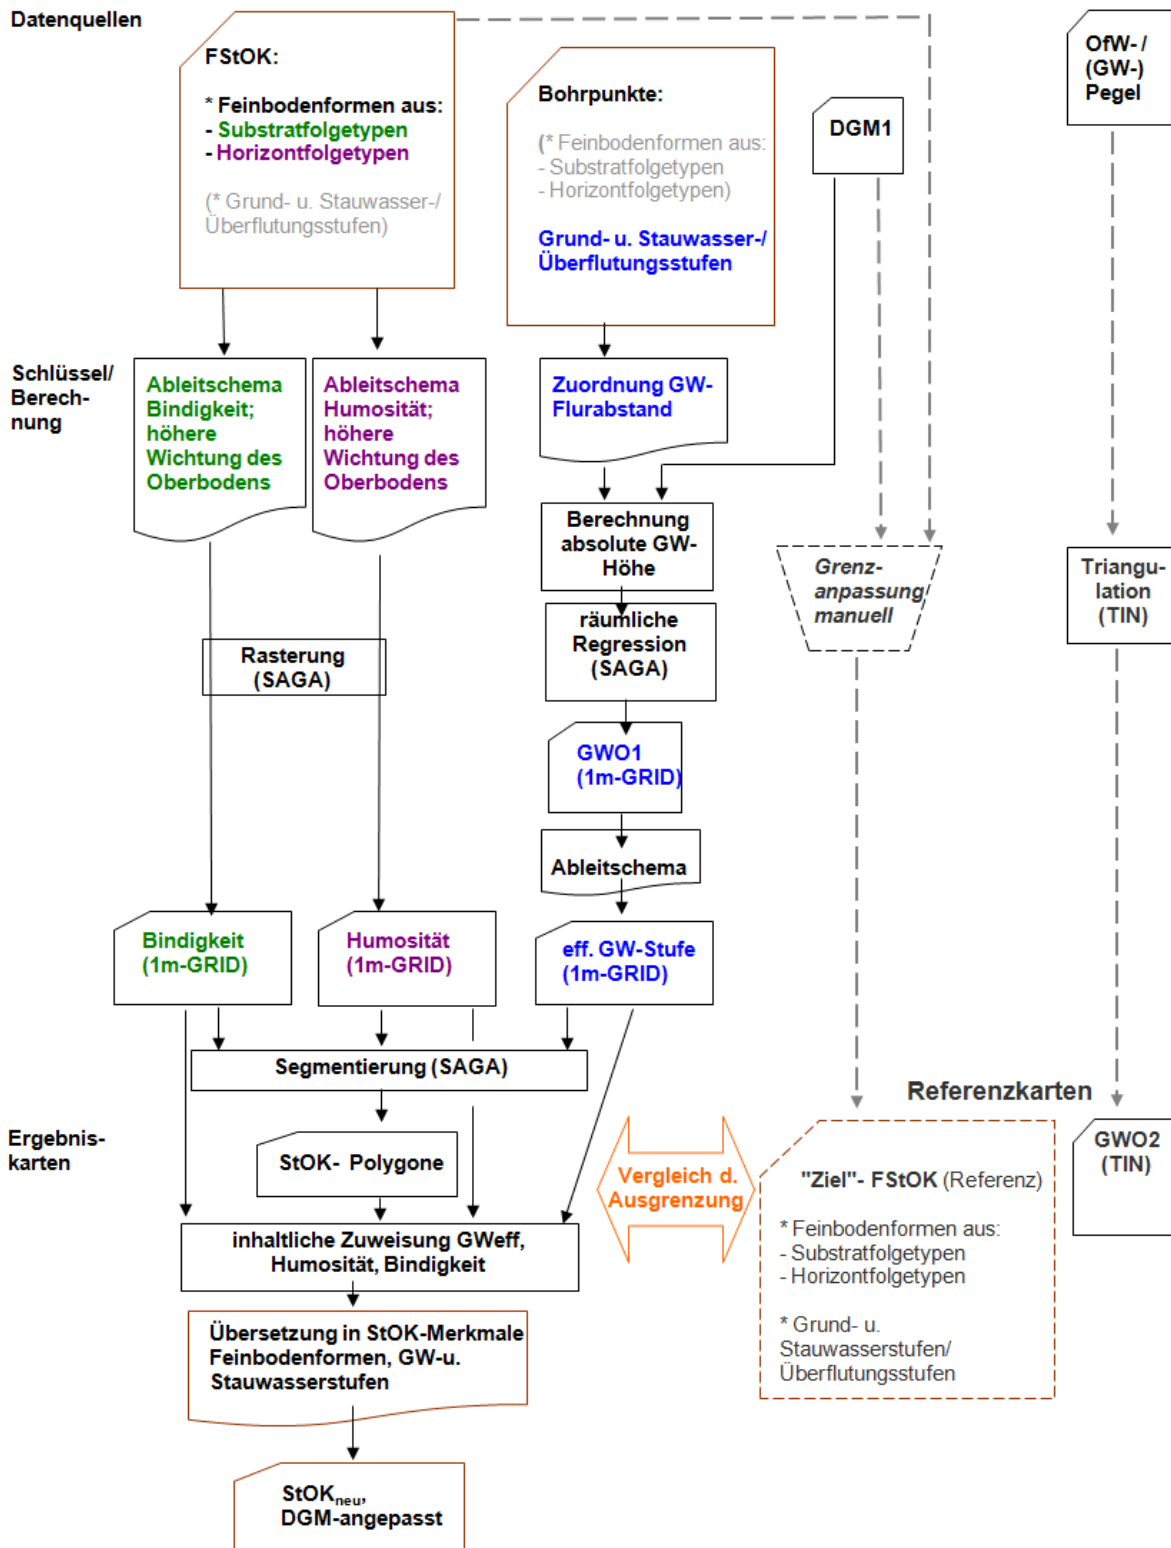 Datenquellen
FStOK:
* Feinbodenformen aus:
- Substratfolgetypen
- Horizontfolgetypen
(* Grund- u. Stauwasser-/
Überflutungsstufen)
Bohrpunkte:
(* Feinbodenformen aus:
- Substratfolgetypen
- Horizontfolgetypen)
Grund- u. Stauwasser-/
Überflutungsstufen
DGM1
OfW- /
(GW-)
Pegel
Schlüssel/
Berech-
nung
Ableitschema
Bindigkeit;
höhere
Wichtung des
Oberbodens
Ableitschema
Humosität;
höhere
Wichtung des
Oberbodens
Zuordnung GW-
Flurabstand
Berechnung
absolute GW-
Höhe
Grenz-
anpassung
manuell
Triangu-
lation
(TIN)
räumliche
Regression
(SAGA)
Rasterung
(SAGA)
GWO1
(1m-GRID)
Ableitschema
Bindigkeit
(1m-GRID)
Humosität
(1m-GRID)
eff. GW-Stufe
(1m-GRID)
Segmentierung (SAGA)
Referenzkarten
Ergebnis-
karten
StOK- Polygone
Vergleich d.
Ausgrenzung
"Ziel"- FStOK (Referenz)
* Feinbodenformen aus:
- Substratfolgetypen
- Horizontfolgetypen
* Grund- u.
Stauwasserstufen/
Überflutungsstufen
GWO2
(TIN)
inhaltliche Zuweisung GWeff,
Humosität, Bindigkeit
Übersetzung in StOK-Merkmale
Feinbodenformen, GW-u.
Stauwasserstufen
StOKneu,
DGM-angepasst